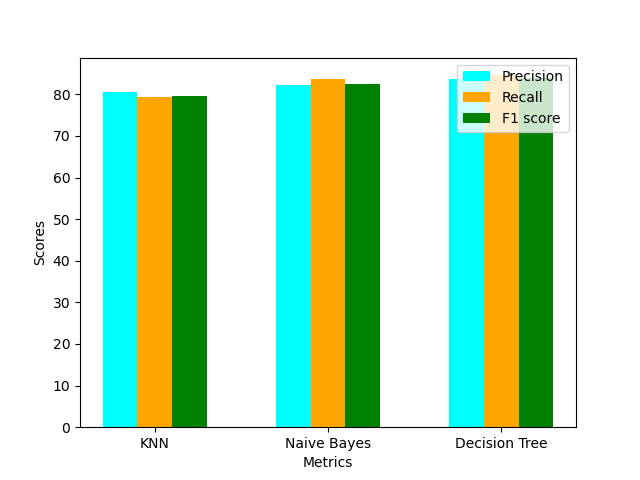 Precision
Recall
F1 score
80
70
60
50
40
30
20
10
0
Scores
KNN
Naive Bayes
Decision Tree
Metrics